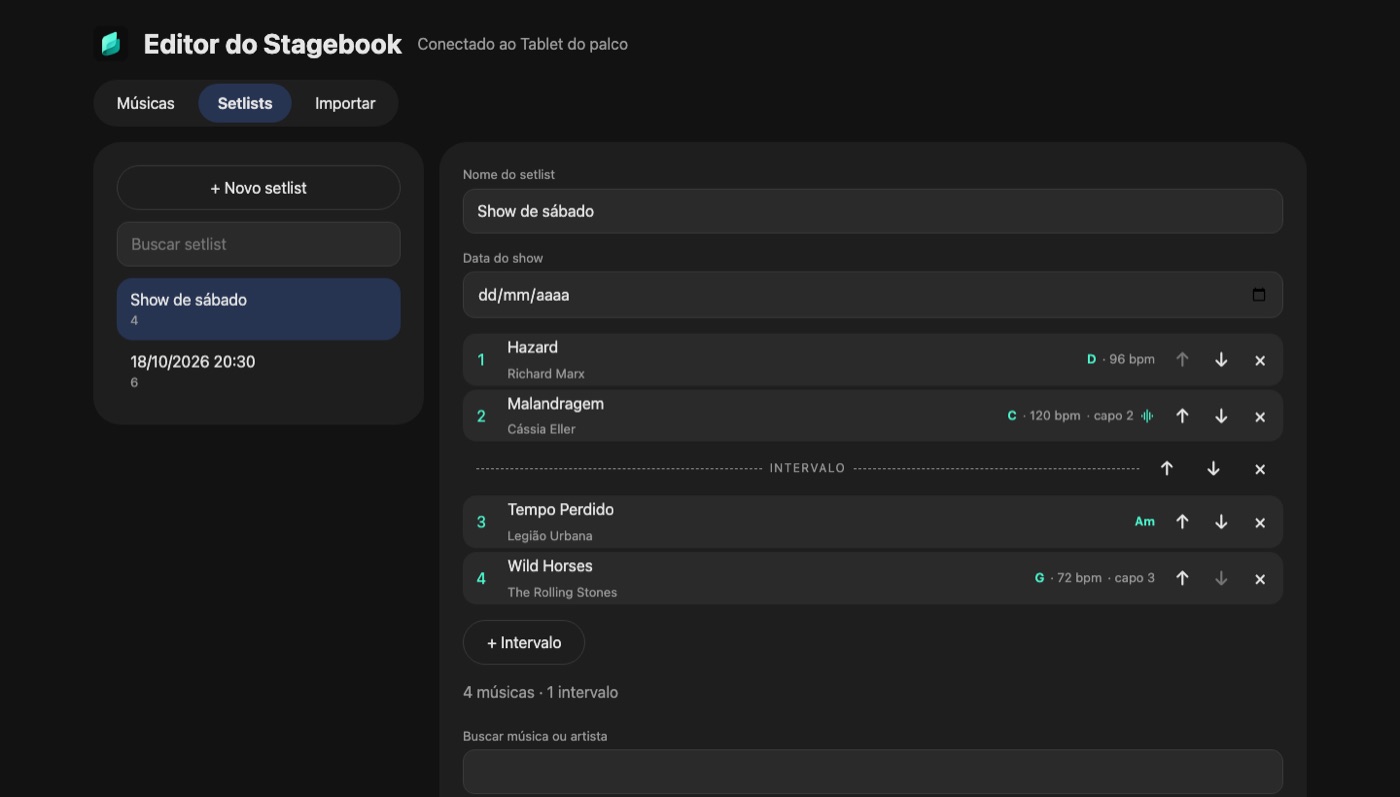 Editor do Stagebook Conectado ao Tablet do palco
Músicas Setlists Importar
+ Novo setlist
Buscar setlist
Show de sábado
4
18/10/2026 20:30
6
Nome do setlist
Show de sábado
Data do show
dd/mm/aaaa
1 Hazard
Richard Marx
D · 96 bpm
2 Malandragem
Cássia Eller
C · 120 bpm · capo 2
INTERVALO
3 Tempo Perdido
Legião Urbana
Am
4 Wild Horses
The Rolling Stones
G · 72 bpm · capo 3
+ Intervalo
4 músicas · 1 intervalo
Buscar música ou artista